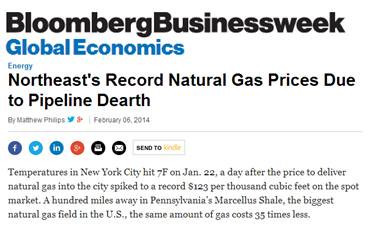 BloombergBusinessweek
Global Economics
Energy
Northeast's Record Natural Gas Prices Due
to Pipeline Dearth
By Matthew Philips | February 06, 2014
SEND TO kindle
Temperatures in New York City hit 7F on Jan. 22, a day after the price to deliver
natural gas into the city spiked to a record $123 per thousand cubic feet on the spot
market. A hundred miles away in Pennsylvania's Marcellus Shale, the biggest
natural gas field in the U.S., the same amount of gas costs 35 times less.